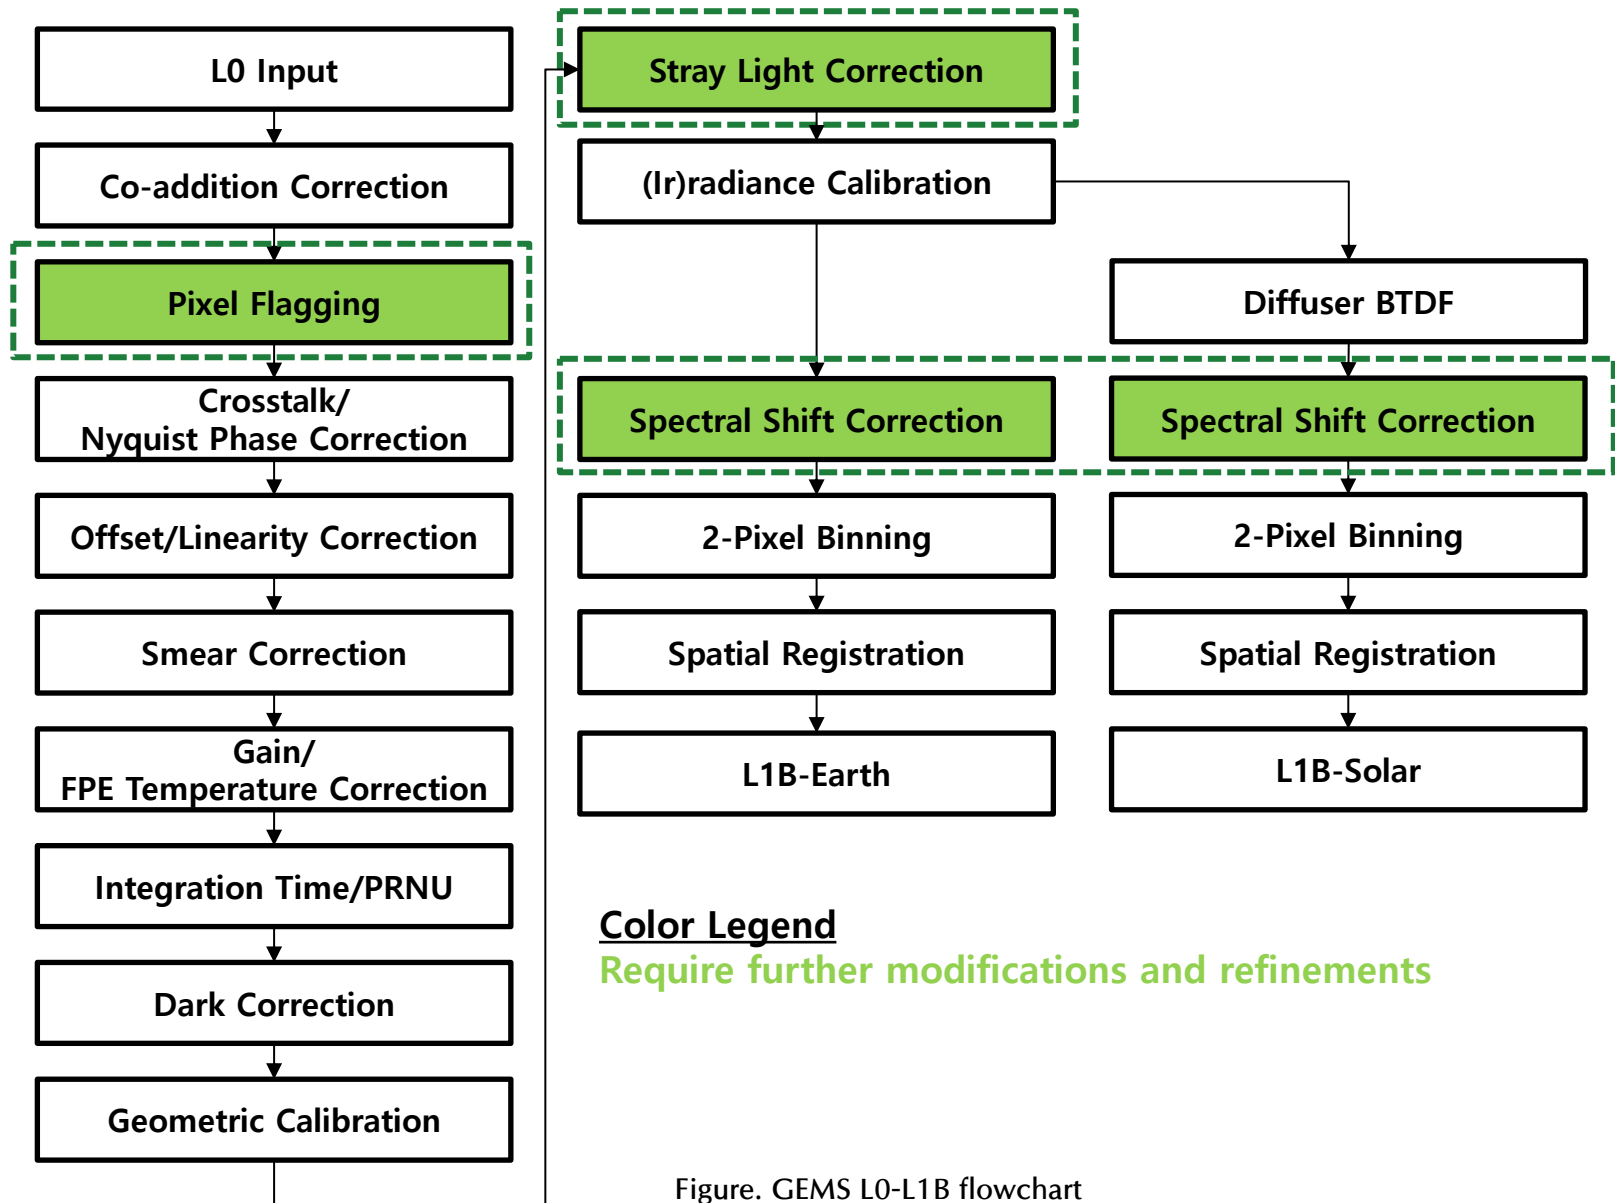 L0 Input
Co-addition Correction
Pixel Flagging
Crosstalk/
Nyquist Phase Correction
Offset/Linearity Correction
Smear Correction
Gain/
FPE Temperature Correction
Integration Time/PRNU
Dark Correction
Geometric Calibration
Stray Light Correction
(Ir)radiance Calibration
Spectral Shift Correction
2-Pixel Binning
Spatial Registration
L1B-Earth
Diffuser BTDF
Spectral Shift Correction
2-Pixel Binning
Spatial Registration
L1B-Solar
Color Legend
Require further modifications and refinements
Figure. GEMS L0-L1B flowchart